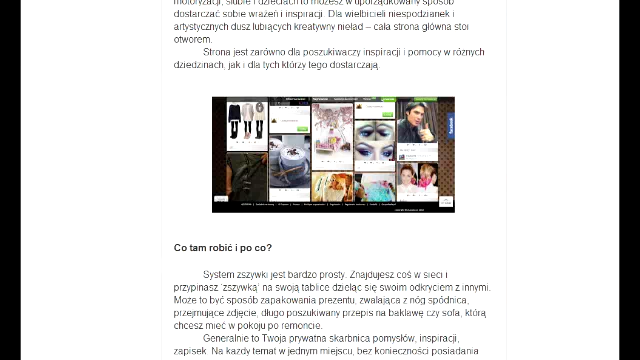 motoryzacji, ślubie i dzieciach to możesz w uporządkowany sposób
dostarczać sobie wrażeń i inspiracji. Dla wielbicieli niespodzianek i
artystycznych dusz lubiących kreatywny nieład – cała strona główna stoi
otworem.
Strona jest zarówno dla poszukiwaczy inspiracji i pomocy w różnych
dziedzinach, jak i dla tych którzy tego dostarczają.
facebook
Co tam robić i po co?
System zszywki jest bardzo prosty. Znajdujesz coś w sieci i
przypinasz 'zszywką' na swoją tablice dzieląc się swoim odkryciem z innymi.
Może to być sposób zapakowania prezentu, zwalająca z nóg spódnica,
przejmujące zdjęcie, długo poszukiwany przepis na bakławę czy sofa, którą
chcesz mieć w pokoju po remoncie.
Generalnie to Twoja prywatna skarbnica pomysłów, inspiracji,
zapisek. Na każdy temat w jednym miejscu, bez konieczności posiadania